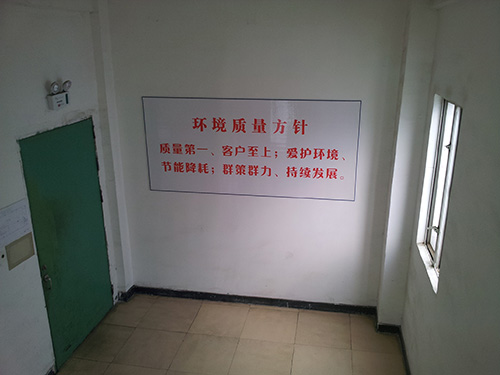 环境质量方针
质量第一、客户至上；爱护环境、
节能降耗；群策群力、持续发展。